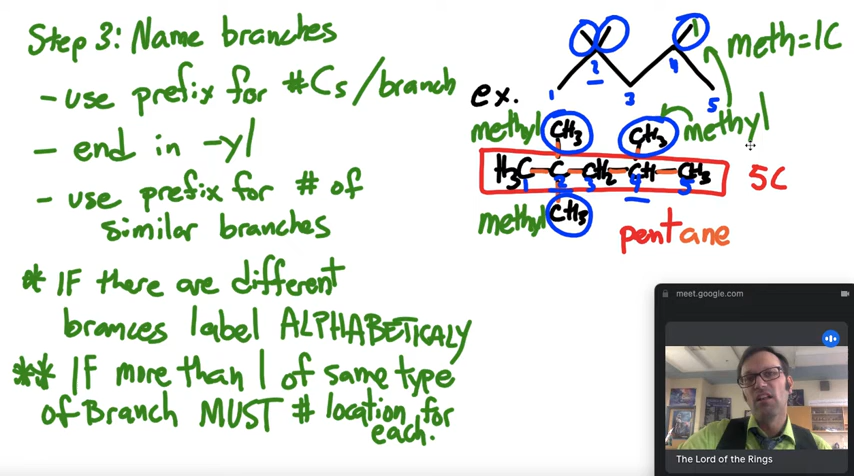 Step 3: Name branches
- use prefix for #Cs/branch
- end in -yl
- use prefix for # of
similar branches
* IF there are different
brances label ALPHABETICALY
** IF more than 1 of same type
of Branch MUST # location for
each.
ex.
1
2
3
4
5
meth=1C
methyl
CH3
CH3
methyl
H3C-C-CH2-CH-CH3
1 2 3 4 5
5C
methyl
CH3
pentane
meet.google.com
The Lord of the Rings